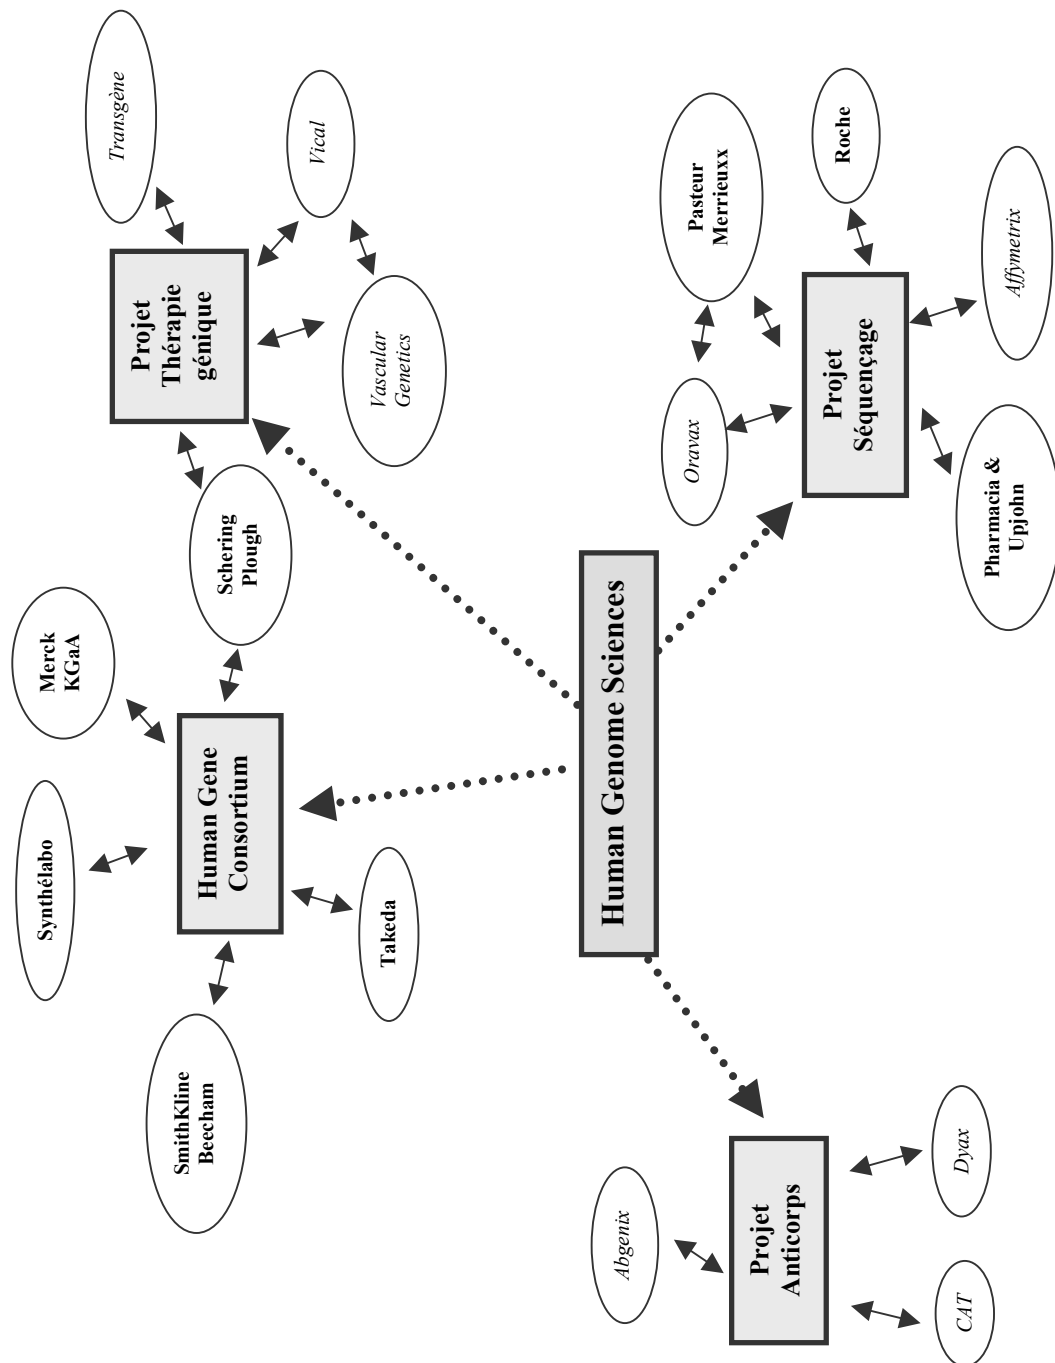 SmithKline
Beecham
Synthélabo
Merck
KGaA
Human Gene
Consortium
Takeda
Schering
Plough
Transgène
Projet
Thérapie
génique
Vical
Vascular
Genetics
Human Genome Sciences
Abgenix
Projet
Anticorps
CAT
Dyax
Oravax
Pasteur
Merrieuxx
Roche
Projet
Séquençage
Pharmacia &
Upjohn
Affymetrix